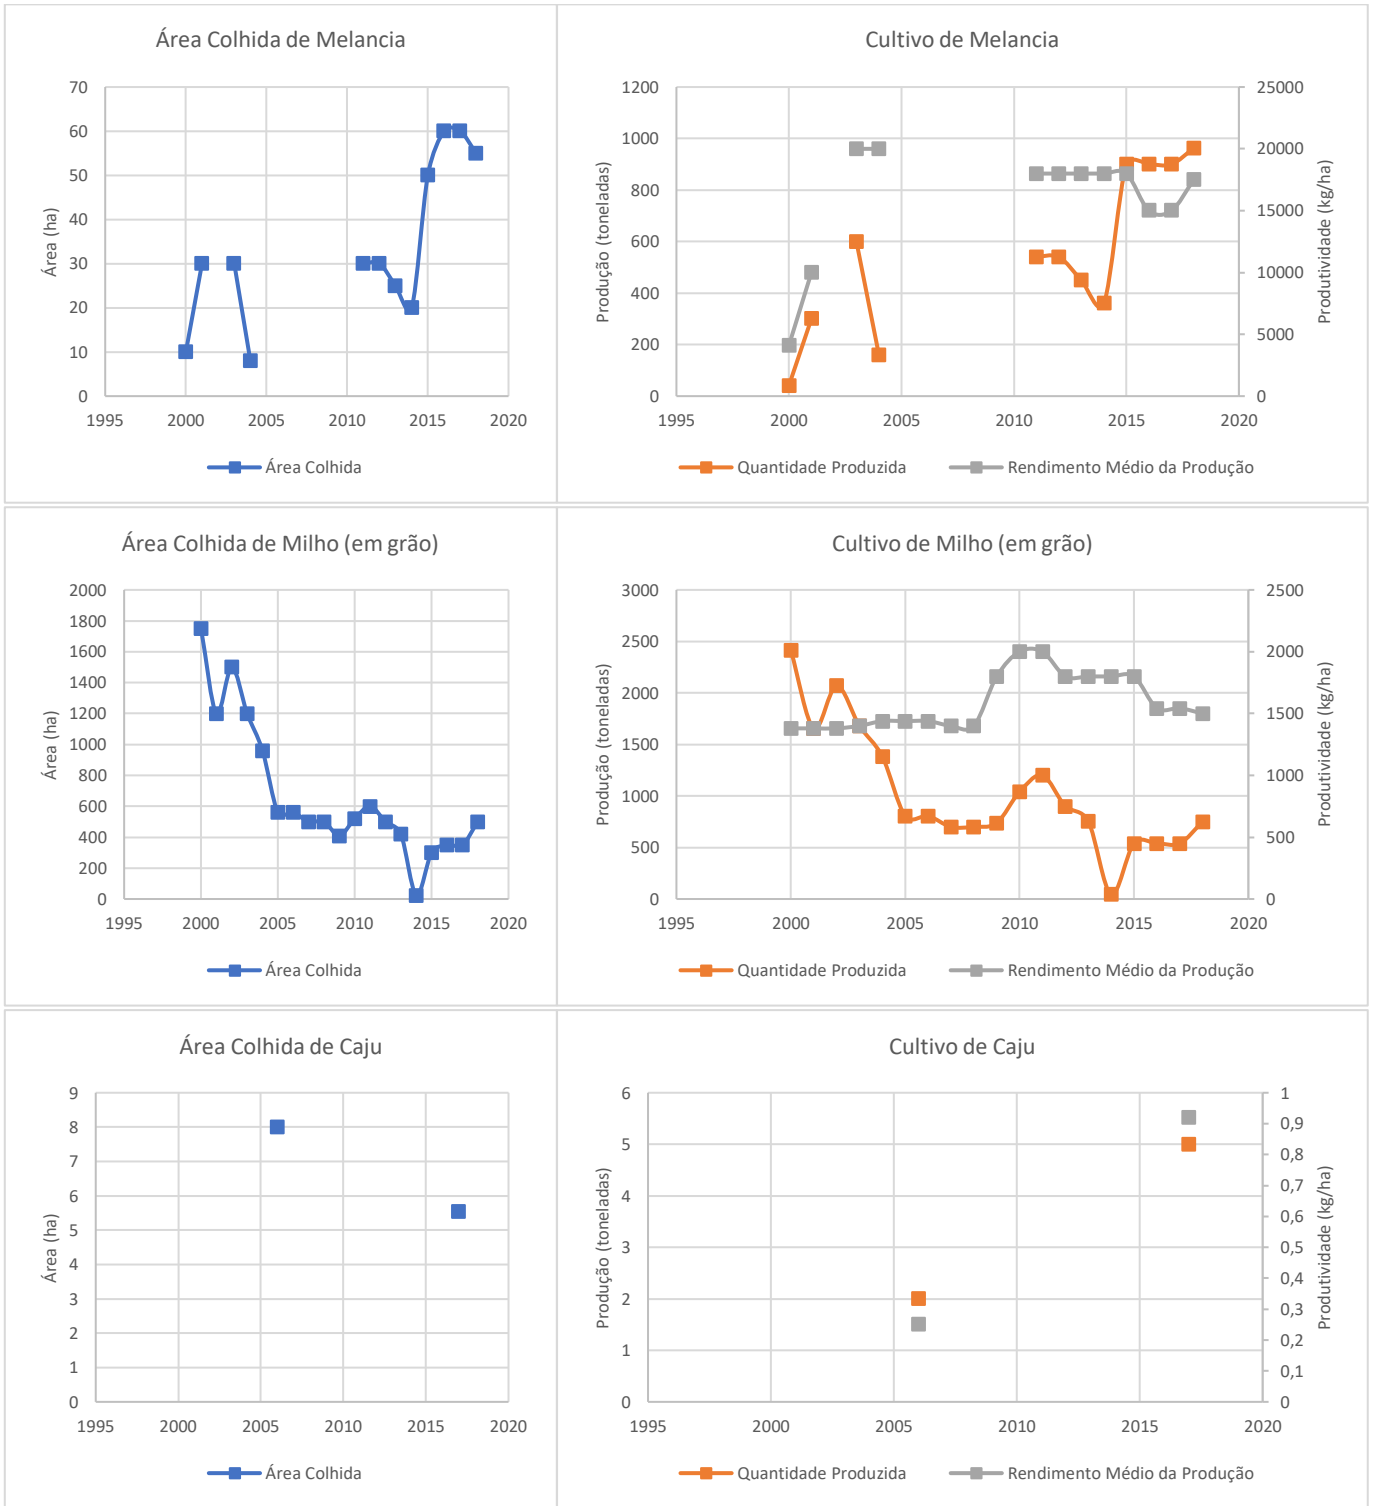 Área Colhida de Melancia
70
60
50
40
30
20
10
0
Área (ha)
1995 2000 2005 2010 2015 2020
Área Colhida
Cultivo de Melancia
1200
1000
800
600
400
200
0
Produção (toneladas)
25000
20000
15000
10000
5000
0
Produtividade (kg/ha)
1995 2000 2005 2010 2015 2020
Quantidade Produzida Rendimento Médio da Produção
Área Colhida de Milho (em grão)
2000
1800
1600
1400
1200
1000
800
600
400
200
0
Área (ha)
1995 2000 2005 2010 2015 2020
Área Colhida
Cultivo de Milho (em grão)
3000
2500
2000
1500
1000
500
0
Produção (toneladas)
2500
2000
1500
1000
500
0
Produtividade (kg/ha)
1995 2000 2005 2010 2015 2020
Quantidade Produzida Rendimento Médio da Produção
Área Colhida de Caju
9
8
7
6
5
4
3
2
1
0
Área (ha)
1995 2000 2005 2010 2015 2020
Área Colhida
Cultivo de Caju
6
5
4
3
2
1
0
Produção (toneladas)
1
0,9
0,8
0,7
0,6
0,5
0,4
0,3
0,2
0,1
0
Produtividade (kg/ha)
1995 2000 2005 2010 2015 2020
Quantidade Produzida Rendimento Médio da Produção